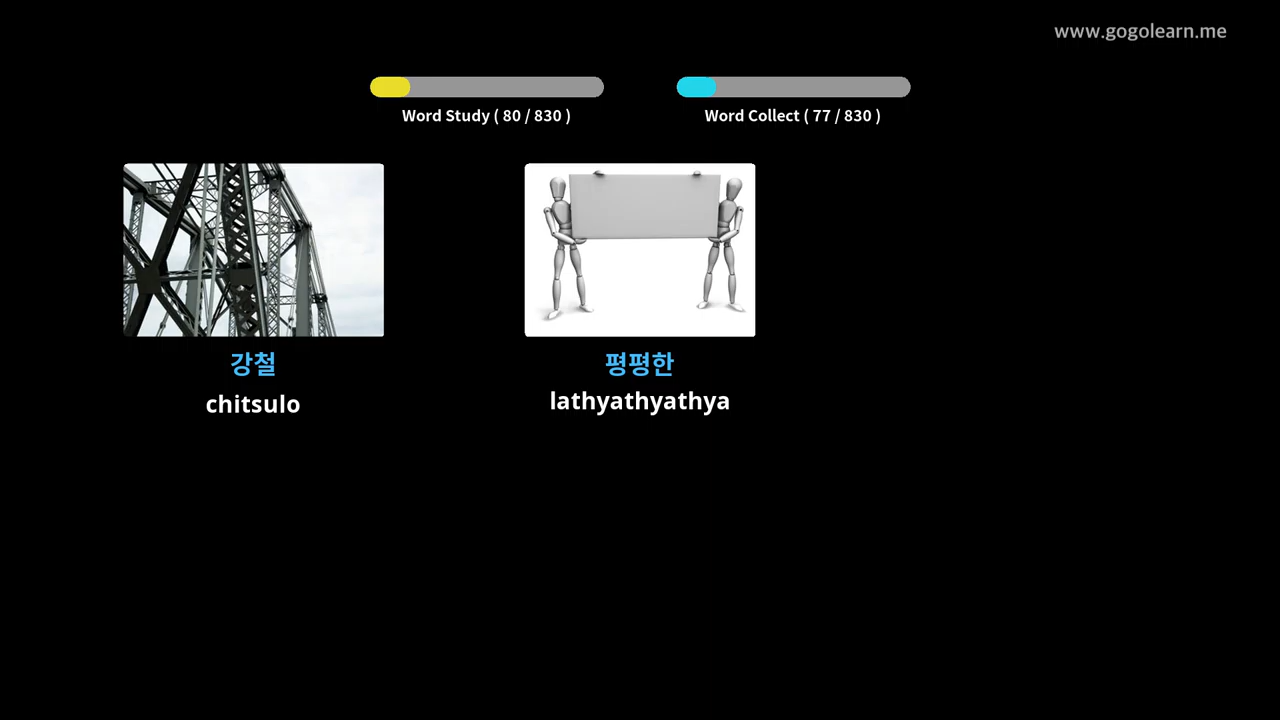 www.gogolearn.me
Word Study ( 80 / 830 )
Word Collect ( 77 / 830 )
강철
chitsulo
평평한
lathyathyathya